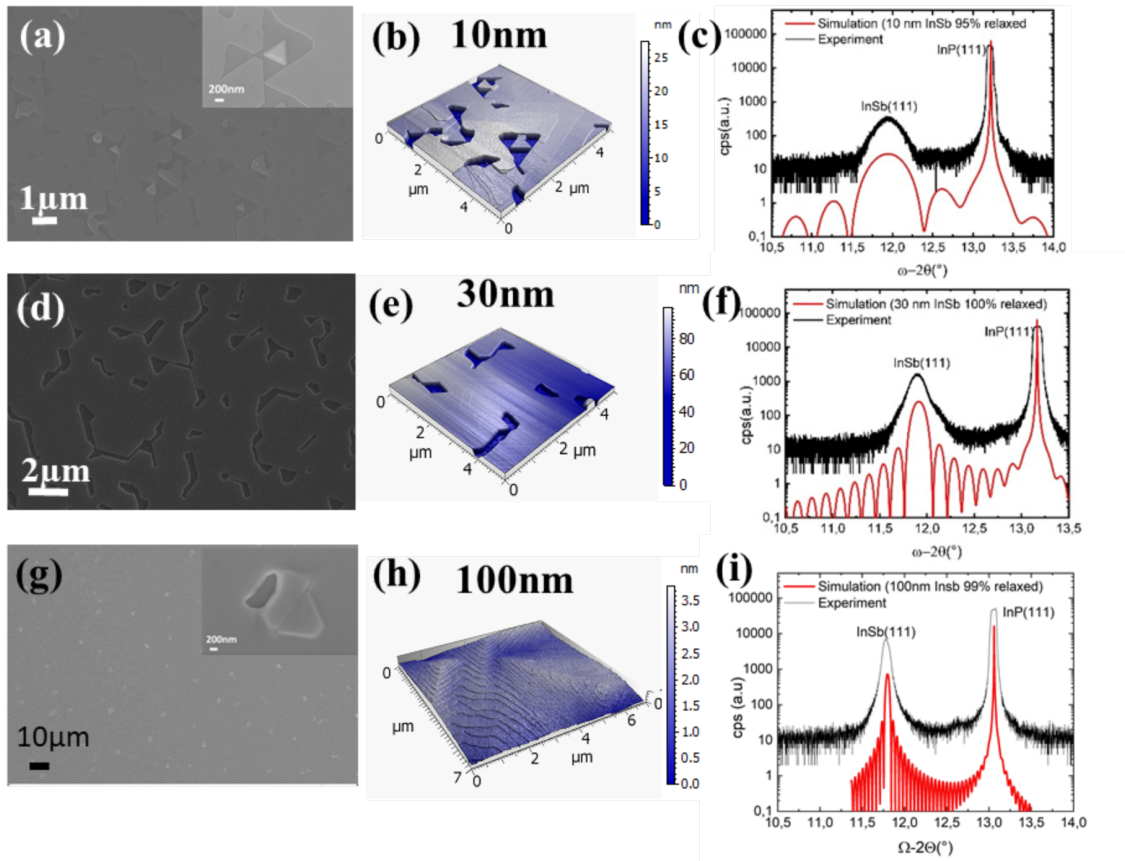 (a)
200nm
1µm
(b)
10nm
nm
25
20
15
10
5
0
0
2
4
µm
0
2
4
µm
(c)
Simulation (10 nm InSb 95% relaxed
Experiment
InP(111)
InSb(111)
cps(a.u.)
100000
10000
1000
100
10
1
0,1
10,5 11,0 11,5 12,0 12,5 13,0 13,5 14,0
ω−2θ(°)
(d)
2µm
(e)
30nm
nm
80
60
40
20
0
0
2
4
µm
0
2
4
µm
(f)
Simulation (30 nm InSb 100% relaxed)
Experiment
InP(111)
InSb(111)
cps(a.u.)
100000
10000
1000
100
10
1
0,1
10,5 11,0 11,5 12,0 12,5 13,0 13,5
ω−2θ(°)
(g)
200nm
10µm
(h)
100nm
nm
3.5
3.0
2.5
2.0
1.5
1.0
0.5
0.0
0
µm
7
0
2
4
6
µm
0
(i)
Simulation (100nm Insb 99% relaxed)
Experiment
InP(111)
InSb(111)
cps (a.u)
100000
10000
1000
100
10
1
0,1
10,5 11,0 11,5 12,0 12,5 13,0 13,5 14,0
Ω-2Θ(°)